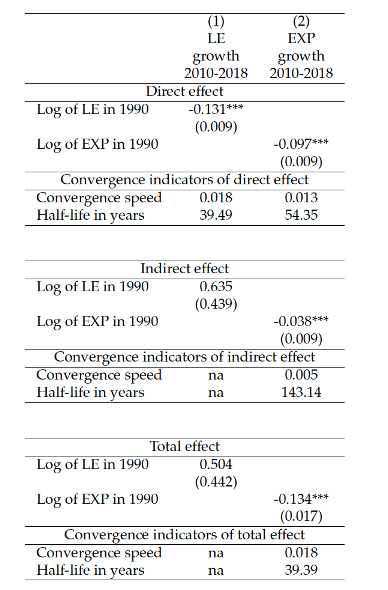 (1) (2)
LE EXP
growth growth
2010-2018 2010-2018
Direct effect
Log of LE in 1990 -0.131***
(0.009)
Log of EXP in 1990 -0.097***
(0.009)
Convergence indicators of direct effect
Convergence speed 0.018 0.013
Half-life in years 39.49 54.35
Indirect effect
Log of LE in 1990 0.635
(0.439)
Log of EXP in 1990 -0.038***
(0.009)
Convergence indicators of indirect effect
Convergence speed na 0.005
Half-life in years na 143.14
Total effect
Log of LE in 1990 0.504
(0.442)
Log of EXP in 1990 -0.134***
(0.017)
Convergence indicators of total effect
Convergence speed na 0.018
Half-life in years na 39.39